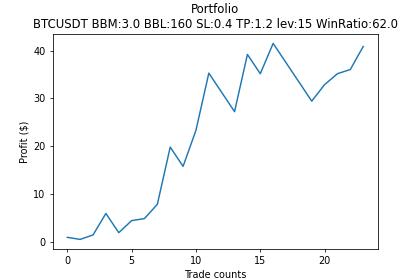 Portfolio
BTCUSDT BBM:3.0 BBL:160 SL:0.4 TP:1.2 lev:15 WinRatio:62.0
40
30
20
10
0
Profit ($)
0 5 10 15 20
Trade counts